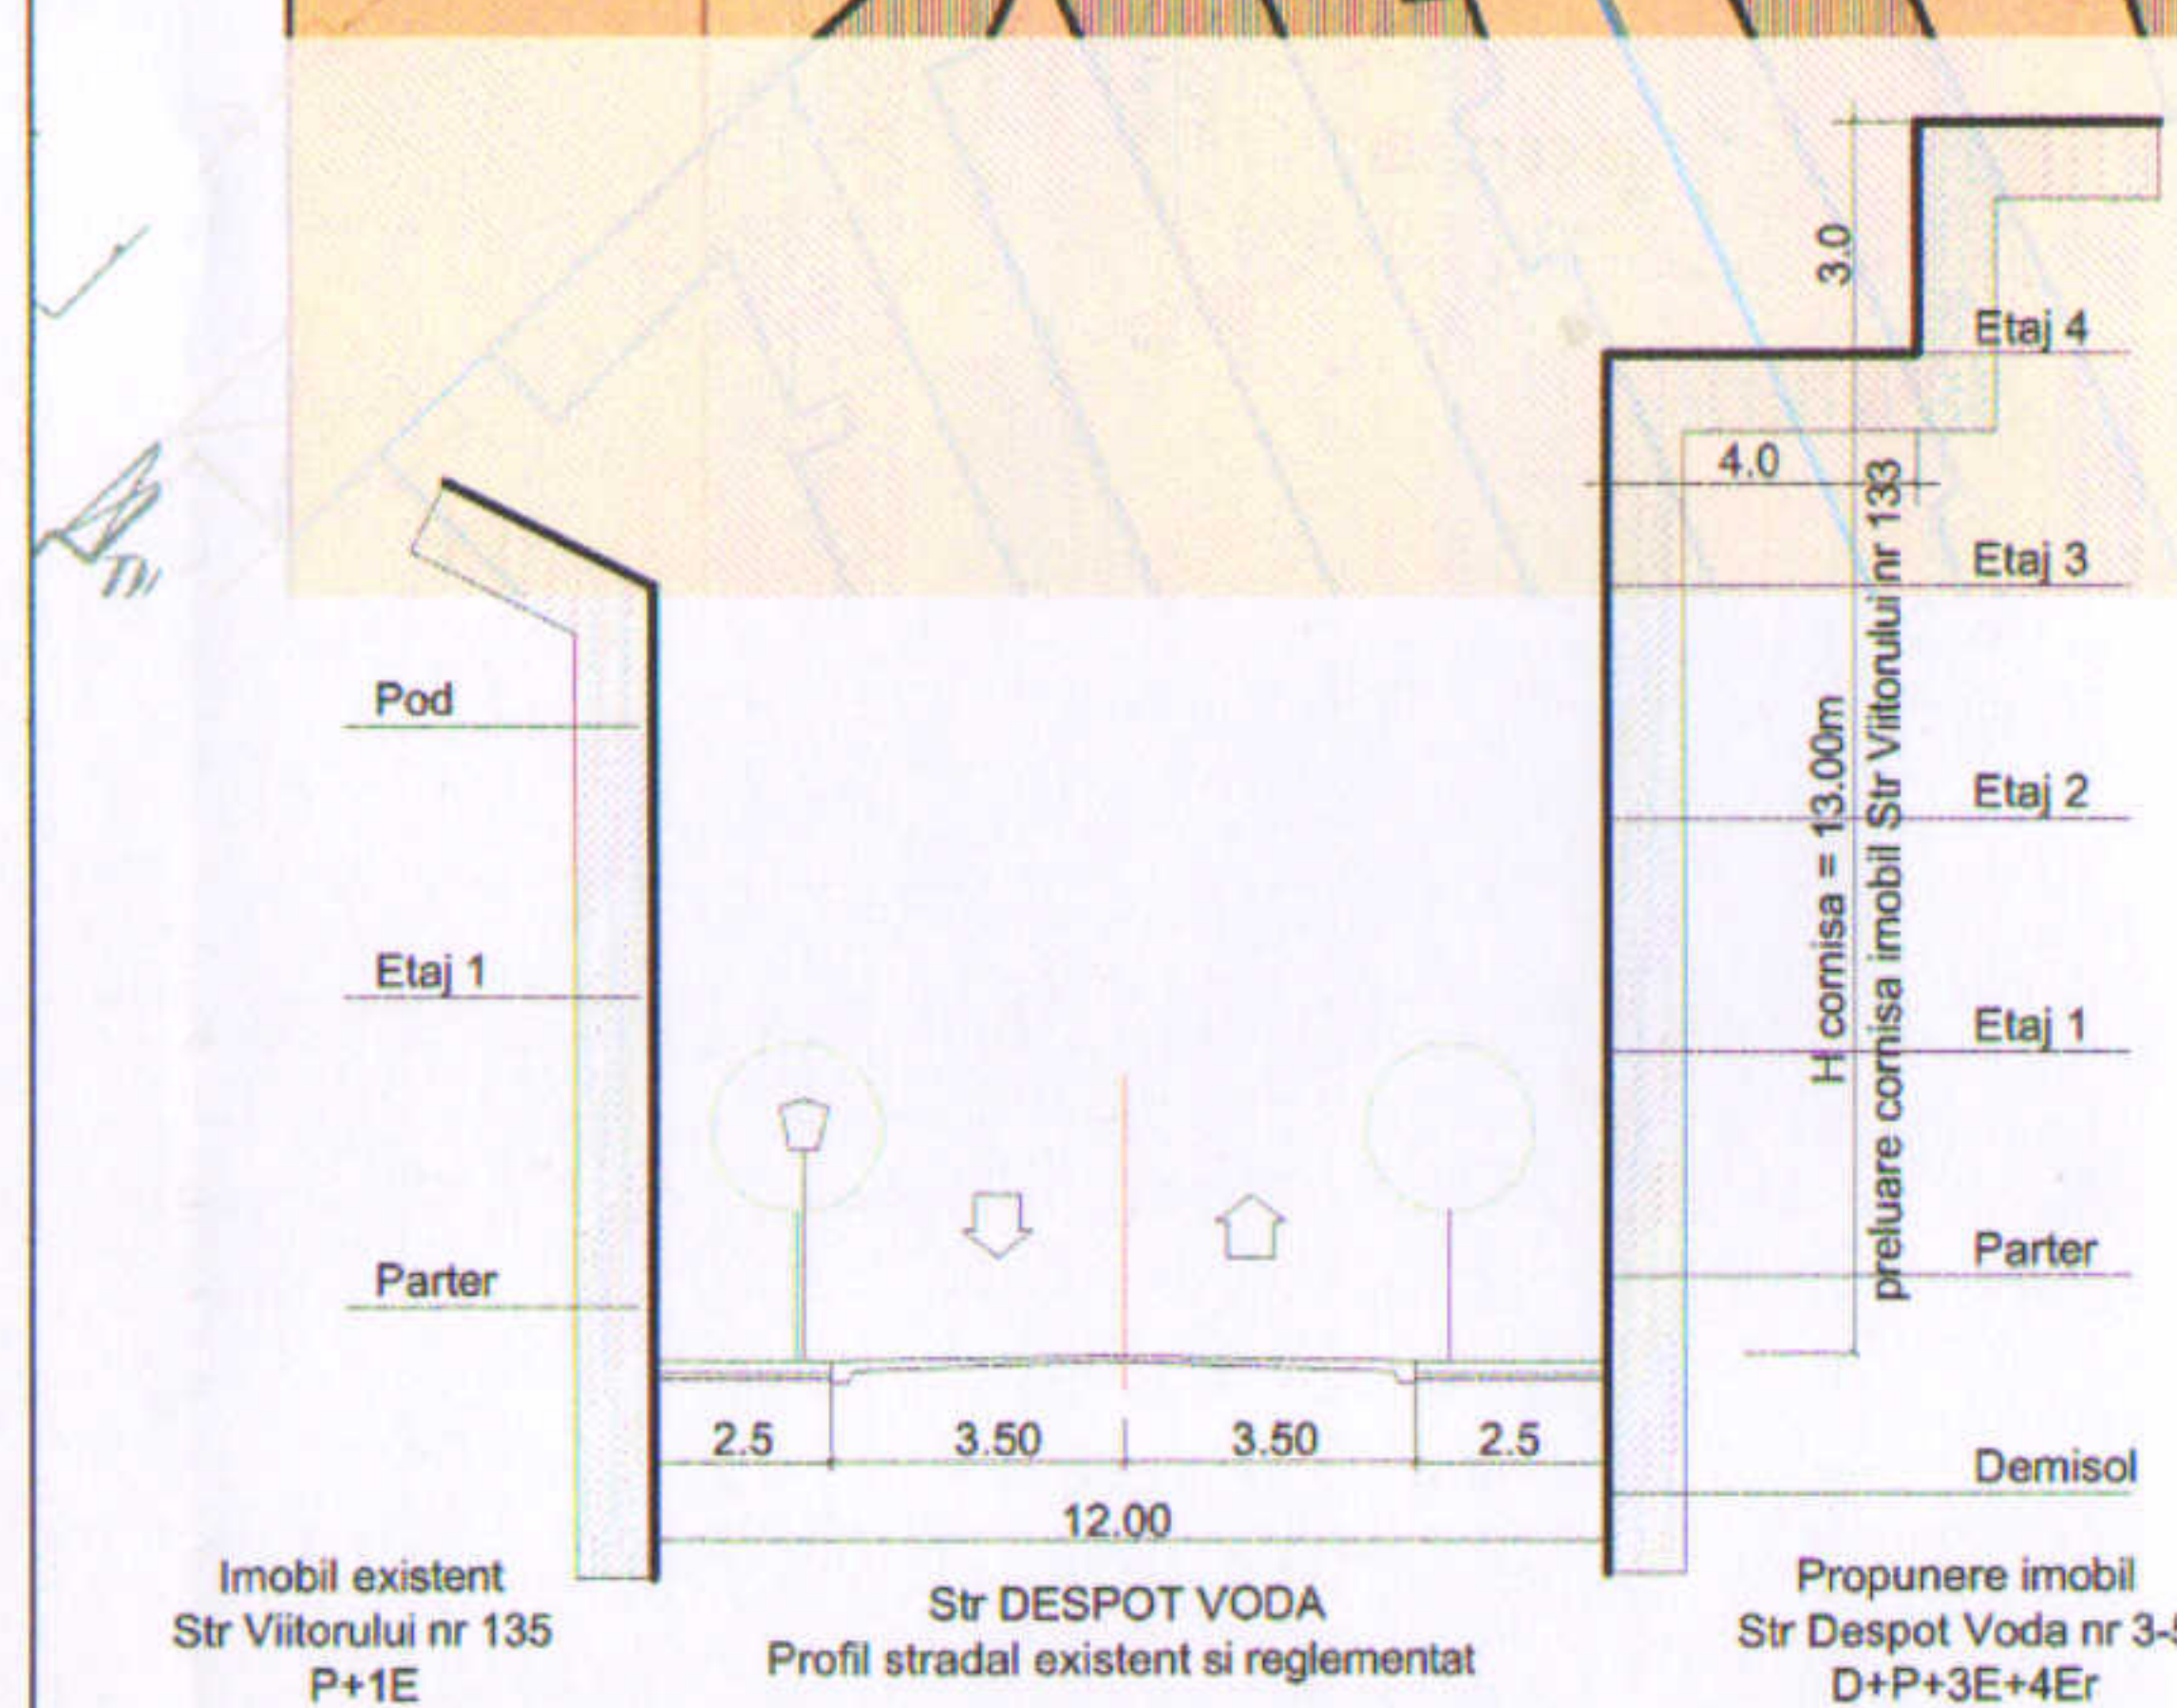 3.0
Etaj 4
4.0
Etaj 3
Pod
H cornisa = 13.00m
preluare cornisa imobil Str Viitorului nr 133
Etaj 2
Etaj 1
Etaj 1
Parter
Parter
2.5 3.50 3.50 2.5
Demisol
12.00
Imobil existent
Str Viitorului nr 135
P+1E
Str DESPOT VODA
Profil stradal existent si reglementat
Propunere imobil
Str Despot Voda nr 3-5
D+P+3E+4Er